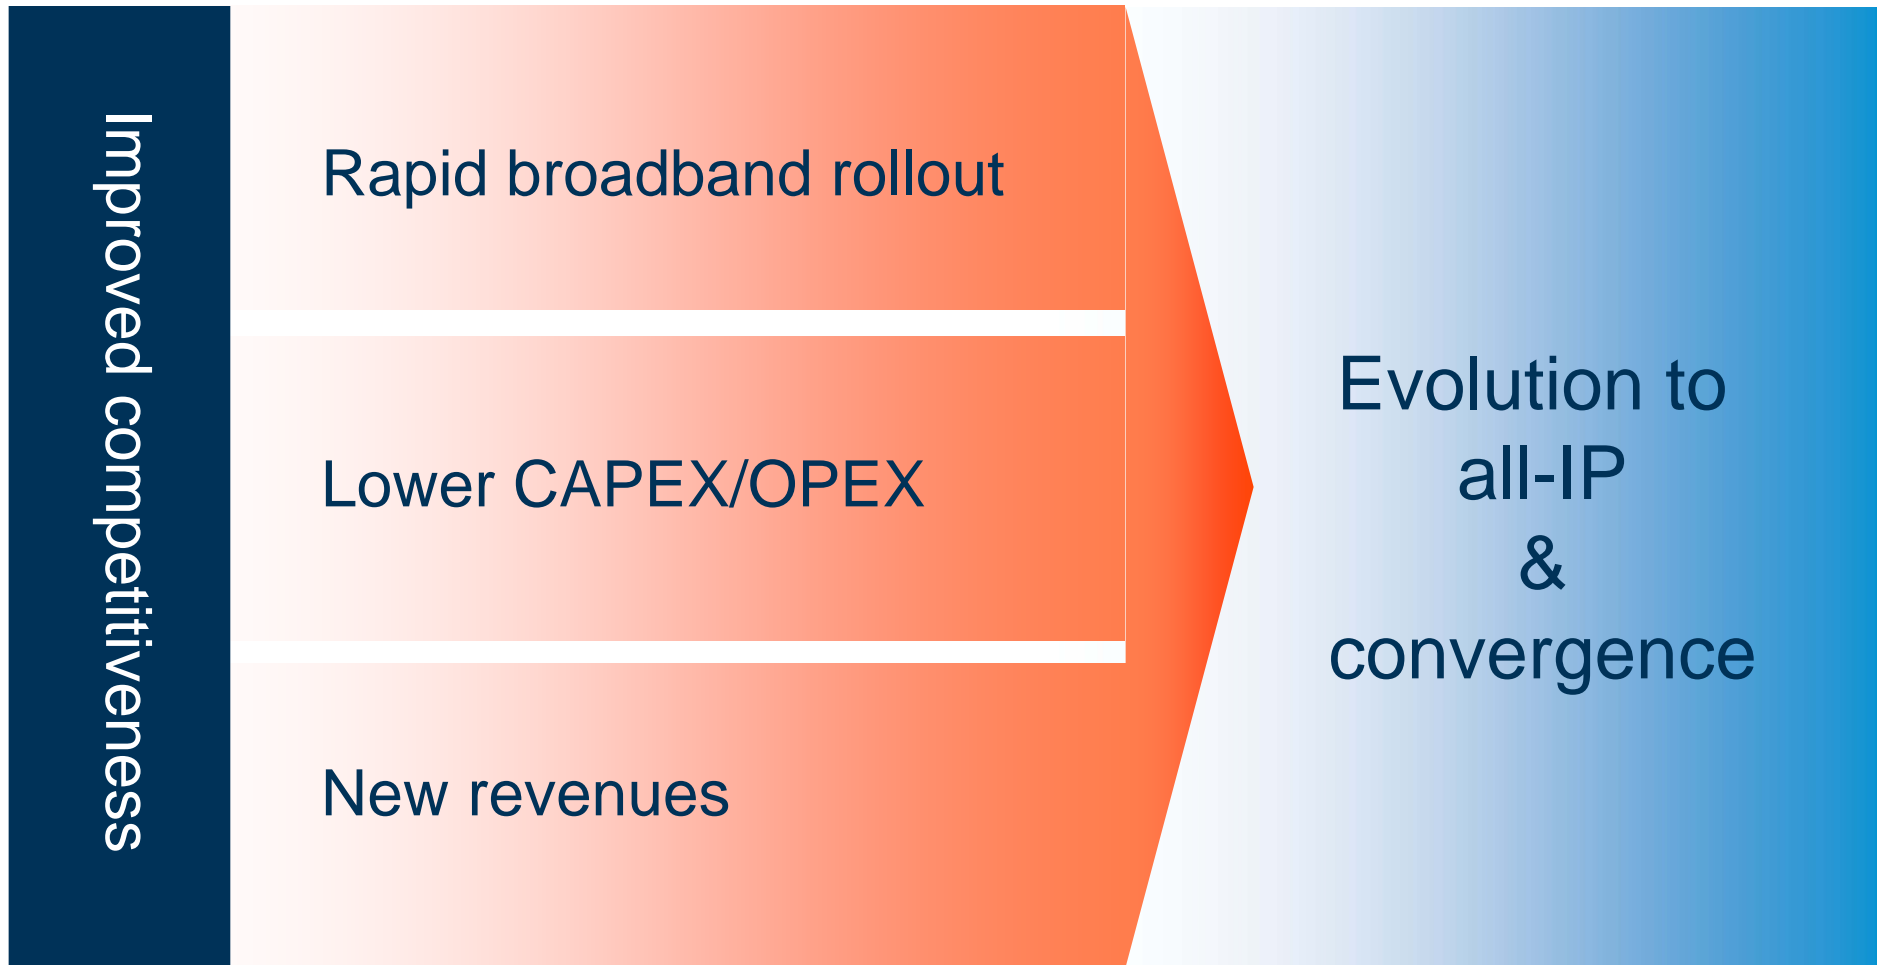 Improved competitiveness
Rapid broadband rollout
Lower CAPEX/OPEX
New revenues
Evolution to
all-IP
&
convergence